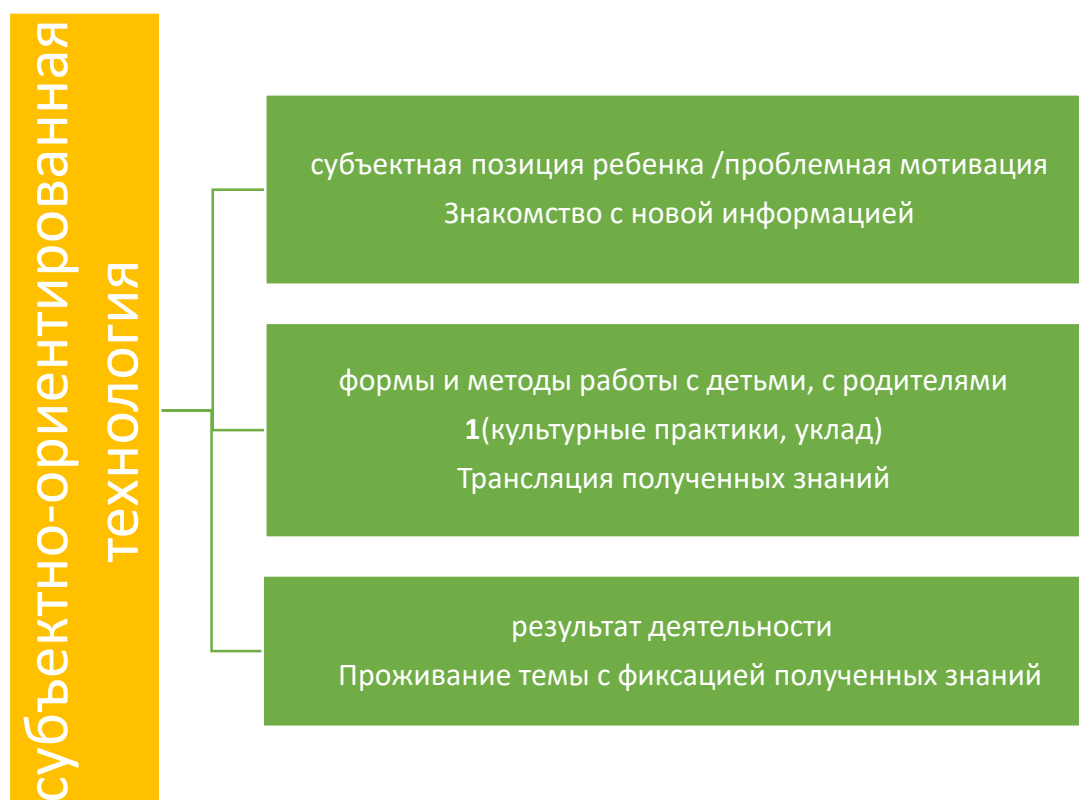 субъектно-ориентированная
технология
субъектная позиция ребенка /проблемная мотивация
Знакомство с новой информацией
формы и методы работы с детьми, с родителями
1(культурные практики, уклад)
Трансляция полученных знаний
результат деятельности
Проживание темы с фиксацией полученных знаний